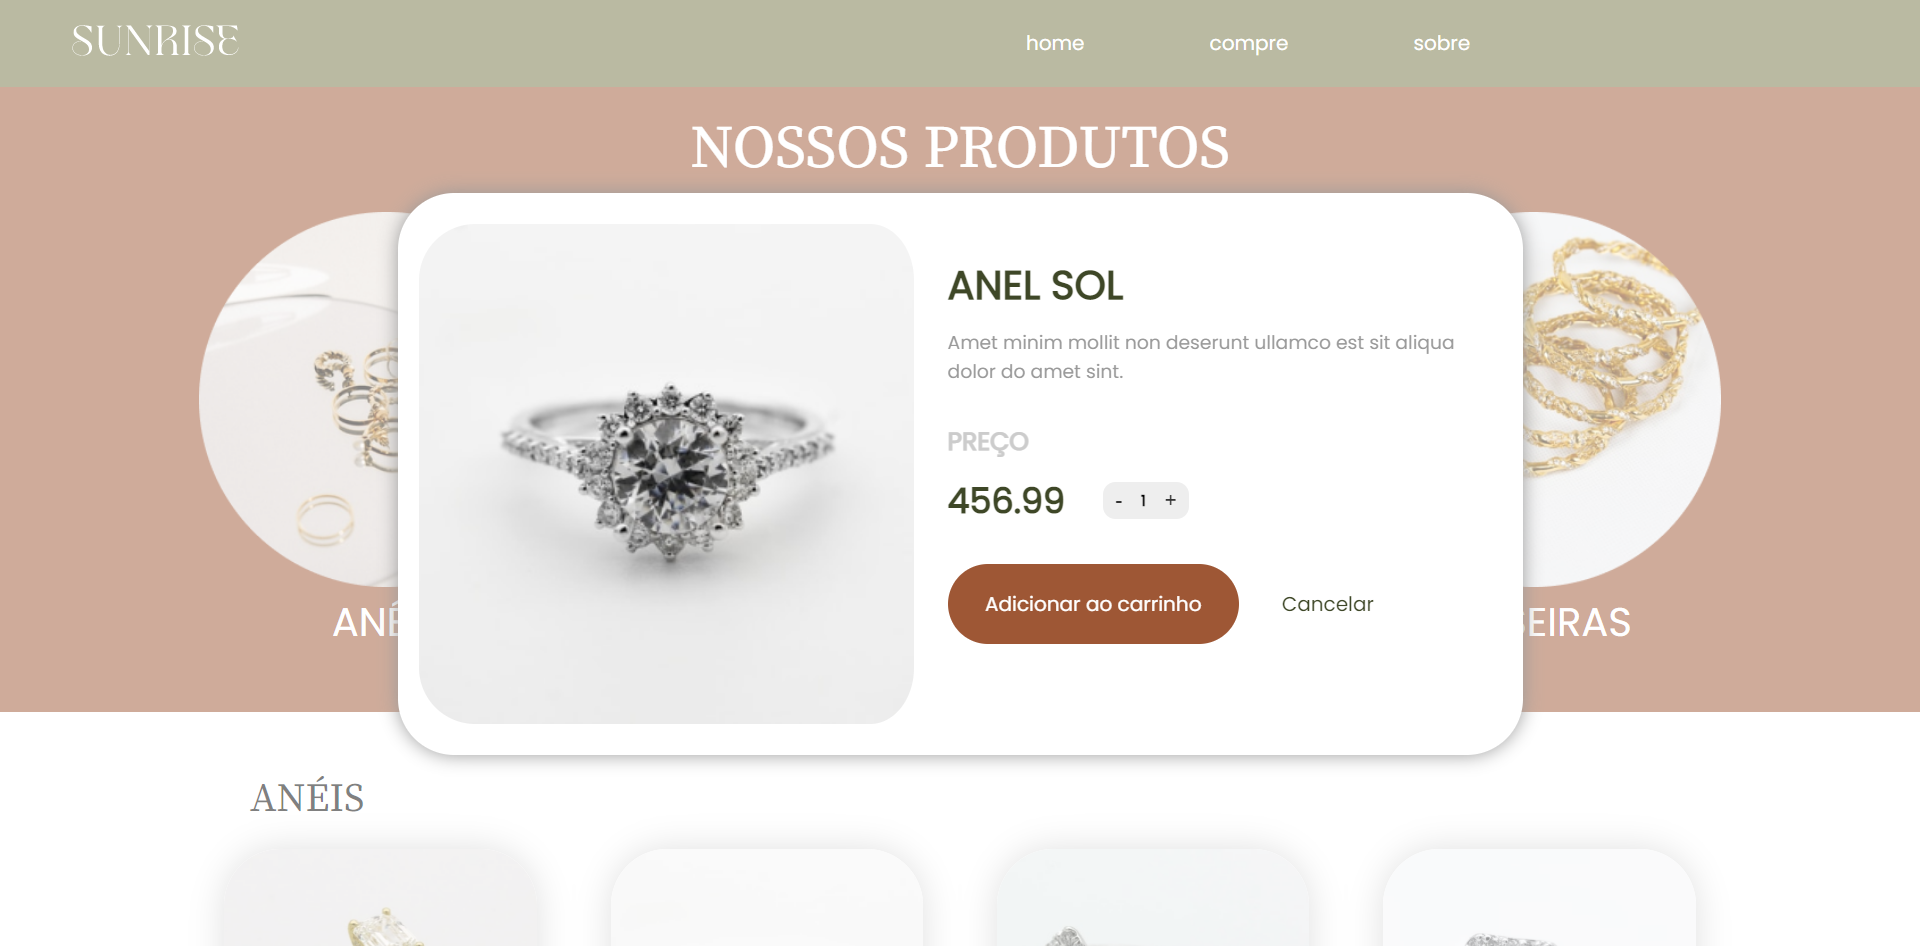 SUNRISE
home compre sobre
NOSSOS PRODUTOS
ANEL SOL
Amet minim mollit non deserunt ullamco est sit aliqua
dolor do amet sint.
PREÇO
456.99 - 1 +
Adicionar ao carrinho Cancelar
ANÉ EIRAS
ANÉIS